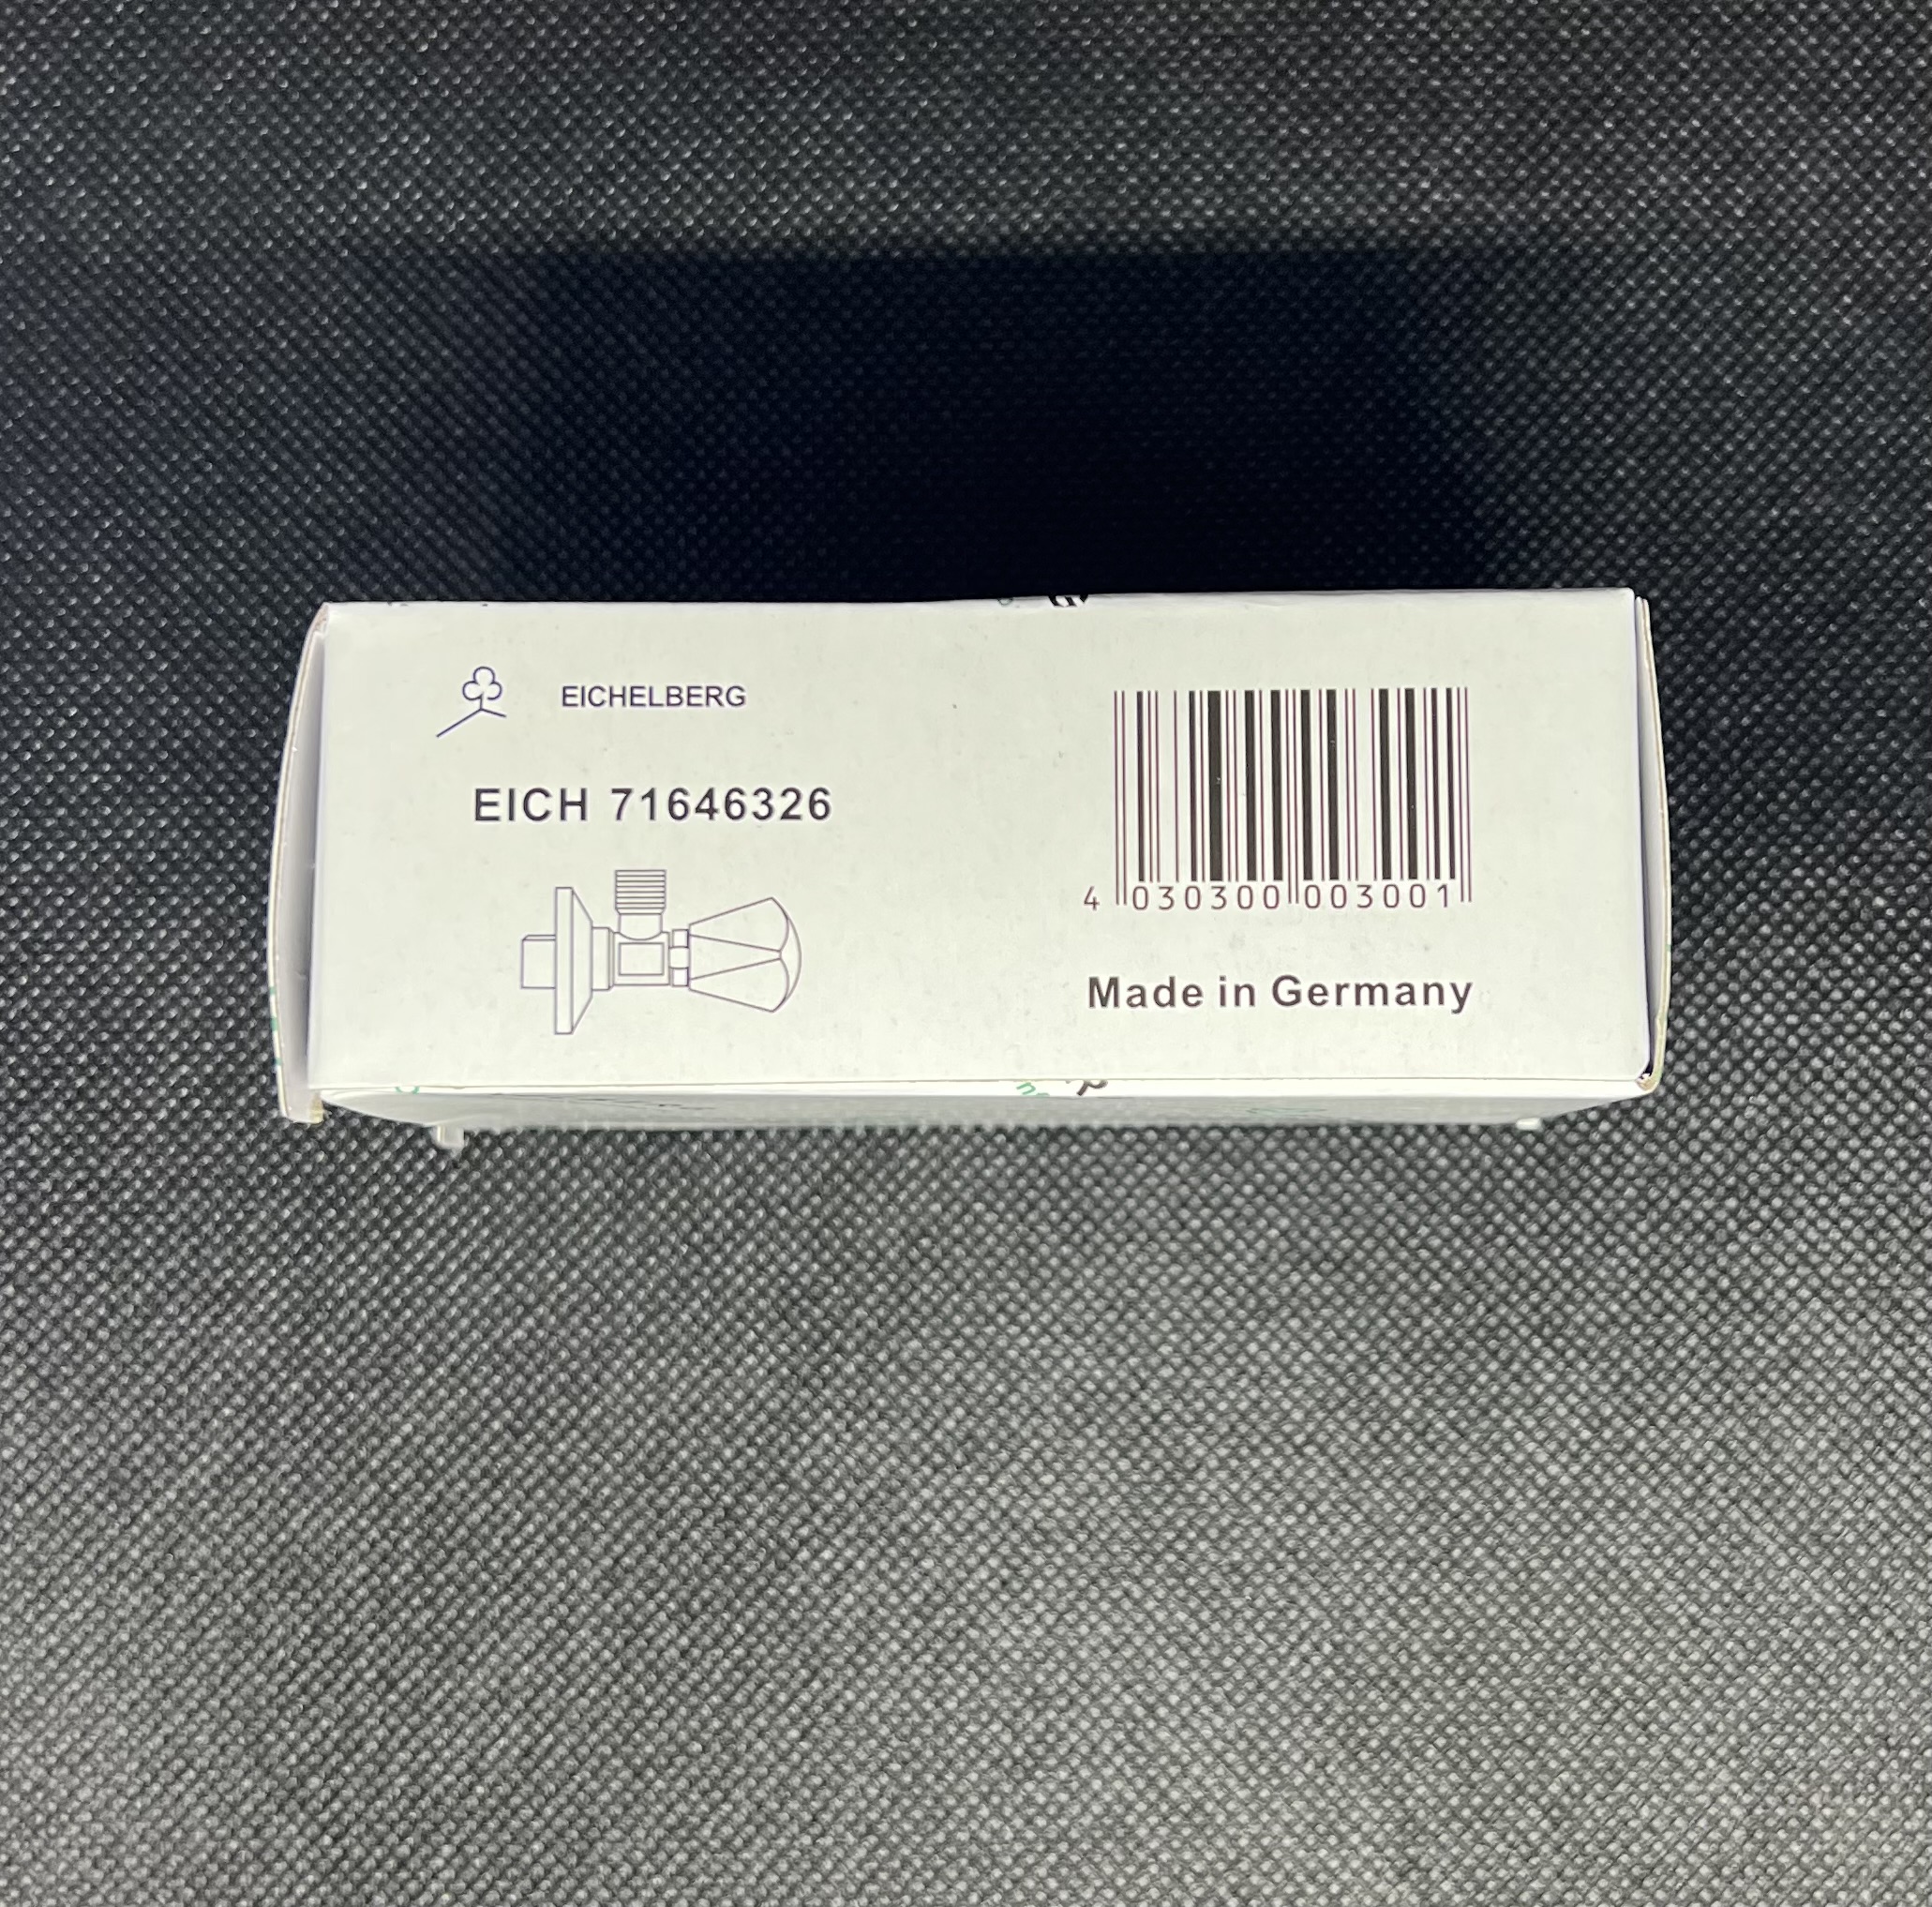 EICHELBERG
EICH 71646326
4 030300 003001
Made in Germany